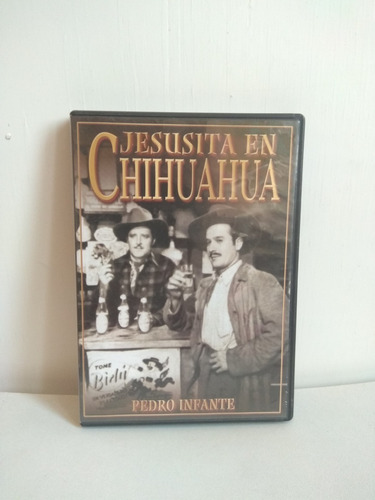 JESUSITA EN
CHIHUAHUA
TOME
Bidú
PEDRO INFANTE